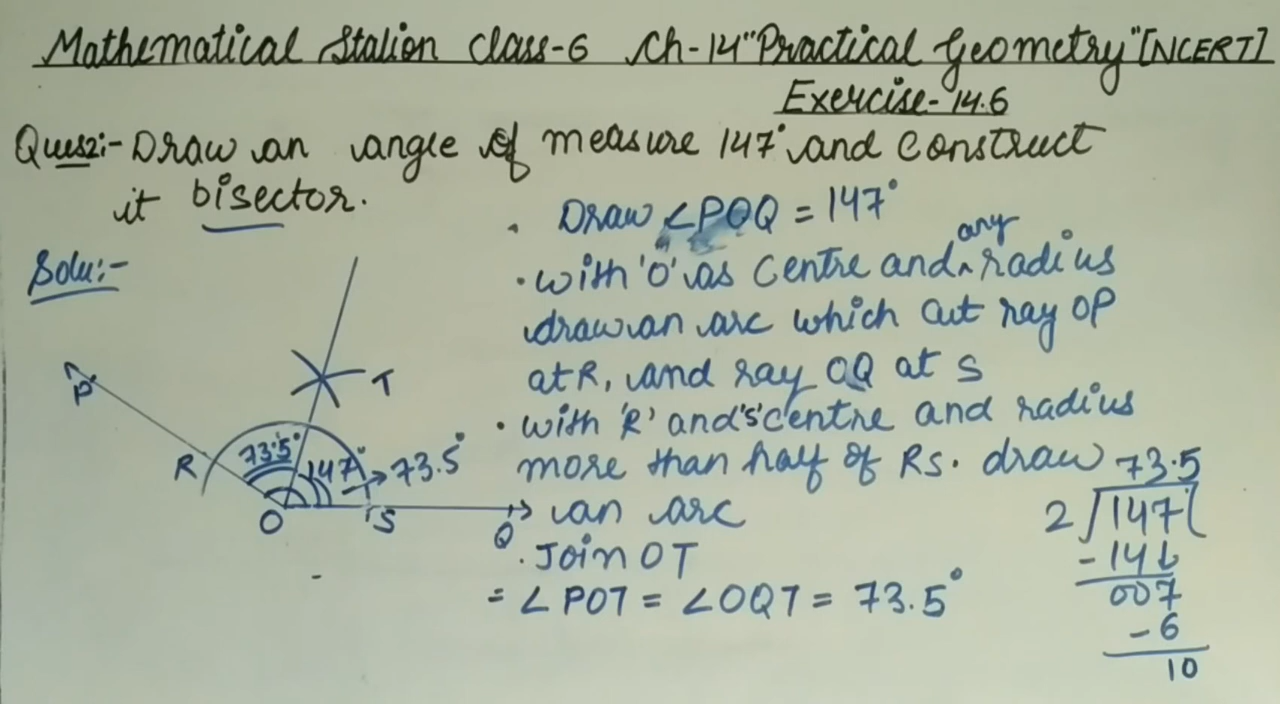 Mathematical Stalion Class-6 Ch-14 "Practical Geometry" [NCERT]
Exercise-14.6
Ques2:- Draw an angle of measure 147° and construct
it bisector.
Solu:-
. Draw ∠POQ = 147°
. with 'O' as centre and any radius
draw an arc which cut ray OP
at R, and ray OQ at S
. with 'R' and 'S' centre and radius
more than half of RS. draw
an arc
. Join OT
= ∠POT = ∠OQT = 73.5°
P
T
R
73.5°
147°
73.5°
O
S
Q
73.5
2 147
-14
007
-6
10